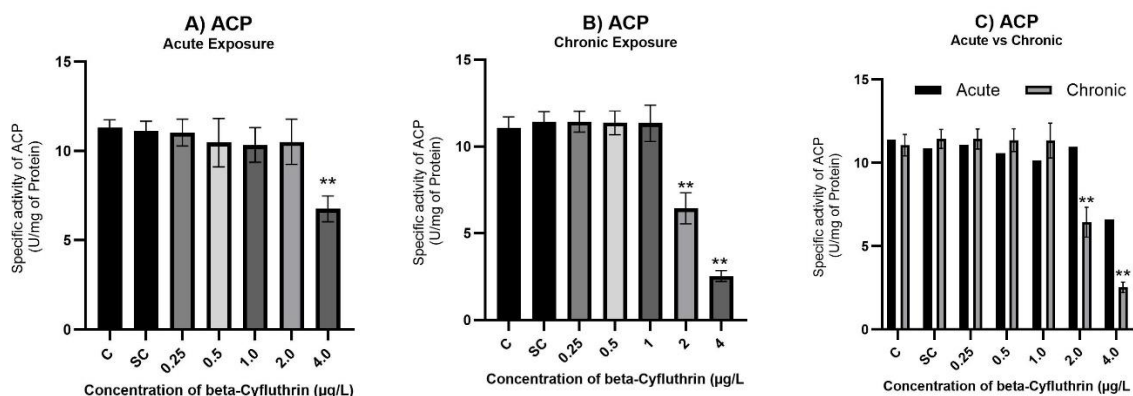 A) ACP
Acute Exposure
Specific activity of ACP
(U/mg of Protein)
15
10
5
0
**
C
SC
0.25
0.5
1.0
2.0
4.0
Concentration of beta-Cyfluthrin (µg/L)
B) ACP
Chronic Exposure
Specific activity of ACP
(U/mg of Protein)
15
10
5
0
**
**
C
SC
0.25
0.5
1
2
4
Concentration of beta-Cyfluthrin (µg/L
C) ACP
Acute vs Chronic
Acute
Chronic
Specific activity of ACP
(U/mg of Protein)
15
10
5
0
**
**
C
SC
0.25
0.5
1.0
2.0
4.0
Concentration of beta-Cyfluthrin (µg/L)